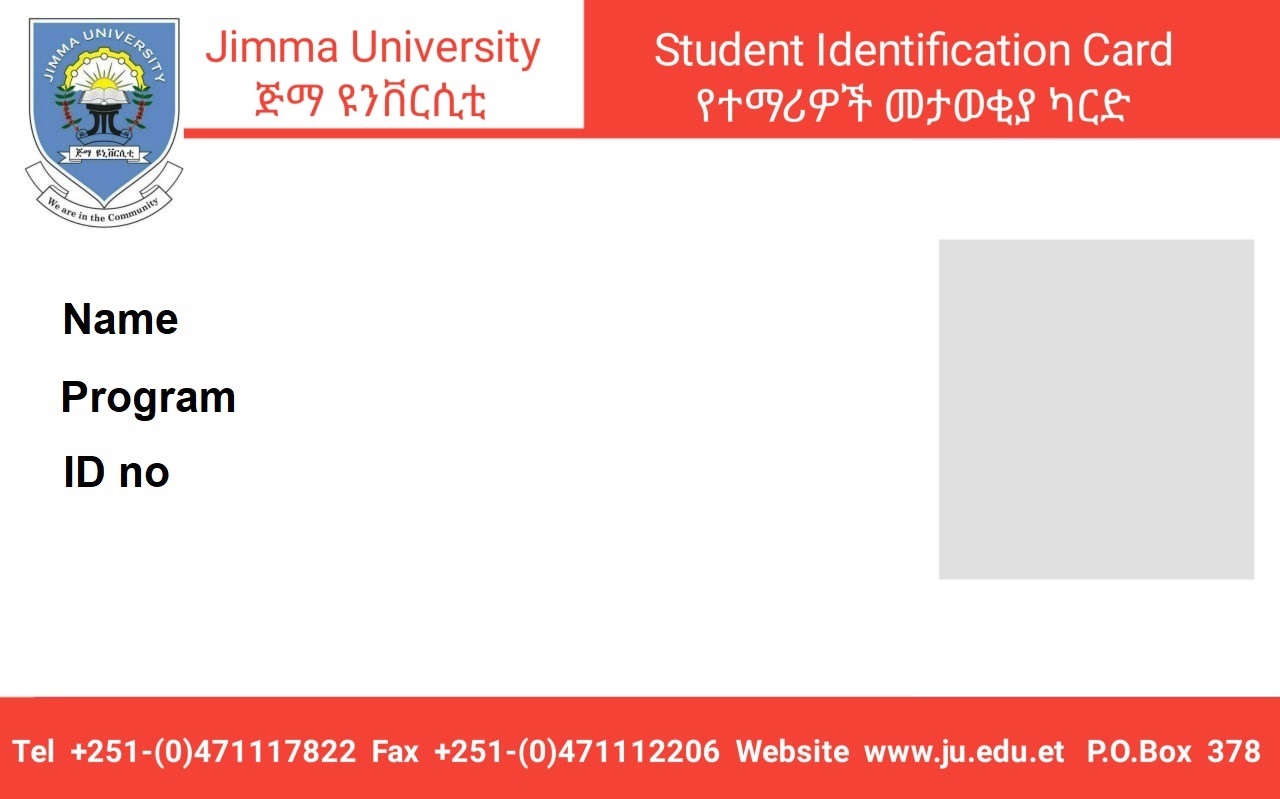 JIMMA UNIVERSITY
ጅማ ዩኒቨርሲቲ
We are in the Community
Jimma University
ጅማ ዩንቨርሲቲ
Student Identification Card
የተማሪዎች መታወቂያ ካርድ
Name
Program
ID no
Tel +251-(0)471117822 Fax +251-(0)471112206 Website www.ju.edu.et P.O.Box 378